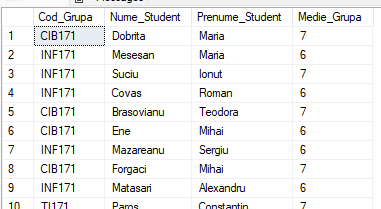 Cod_Grupa Nume_Student Prenume_Student Medie_Grupa
1 CIB171 Dobrita Maria 7
2 INF171 Mesesan Maria 6
3 INF171 Suciu Ionut 7
4 INF171 Covas Roman 6
5 CIB171 Brasovianu Teodora 7
6 CIB171 Ene Mihai 6
7 INF171 Mazareanu Sergiu 6
8 CIB171 Forgaci Mihai 7
9 INF171 Matasari Alexandru 6
10 TI171 Paros Constantin 7